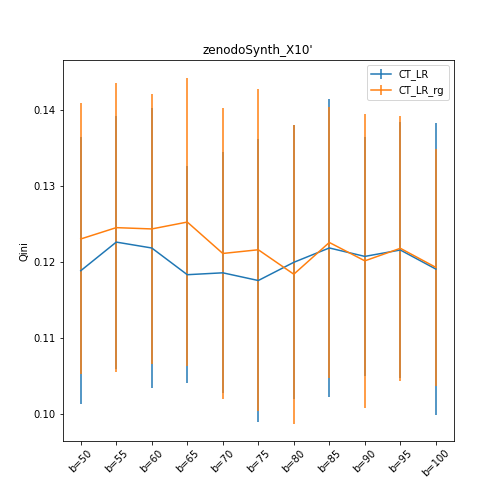 zenodoSynth_X10'
CT_LR
CT_LR_rg
Qini
0.14
0.13
0.12
0.11
0.10
b=50
b=55
b=60
b=65
b=70
b=75
b=80
b=85
b=90
b=95
b=100